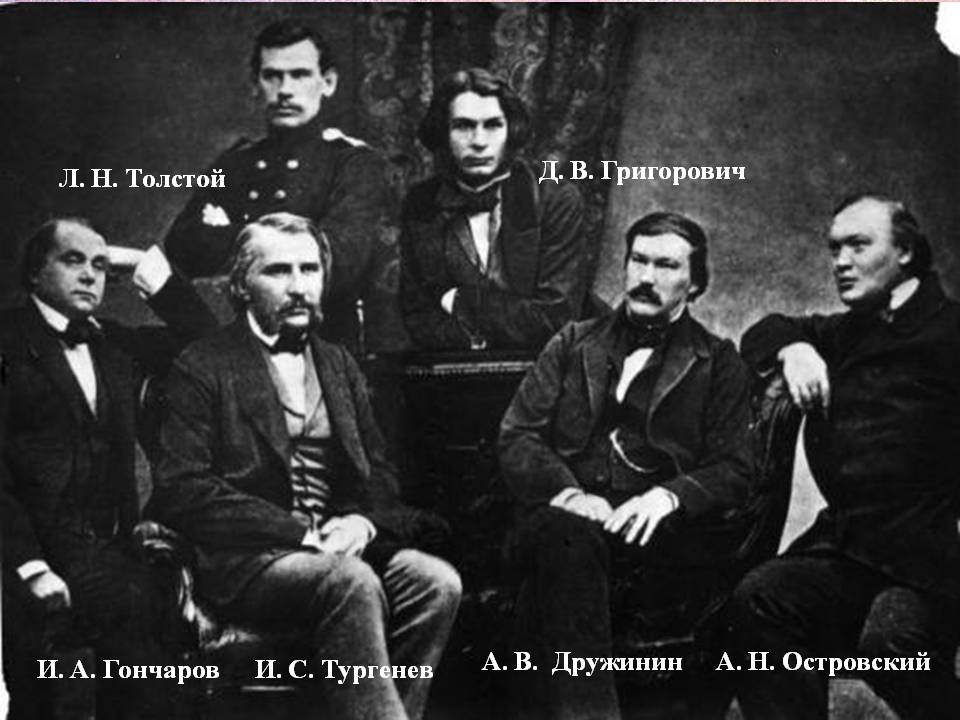 Л. Н. Толстой
Д. В. Григорович
И. А. Гончаров
И. С. Тургенев
А. В. Дружинин
А. Н. Островский